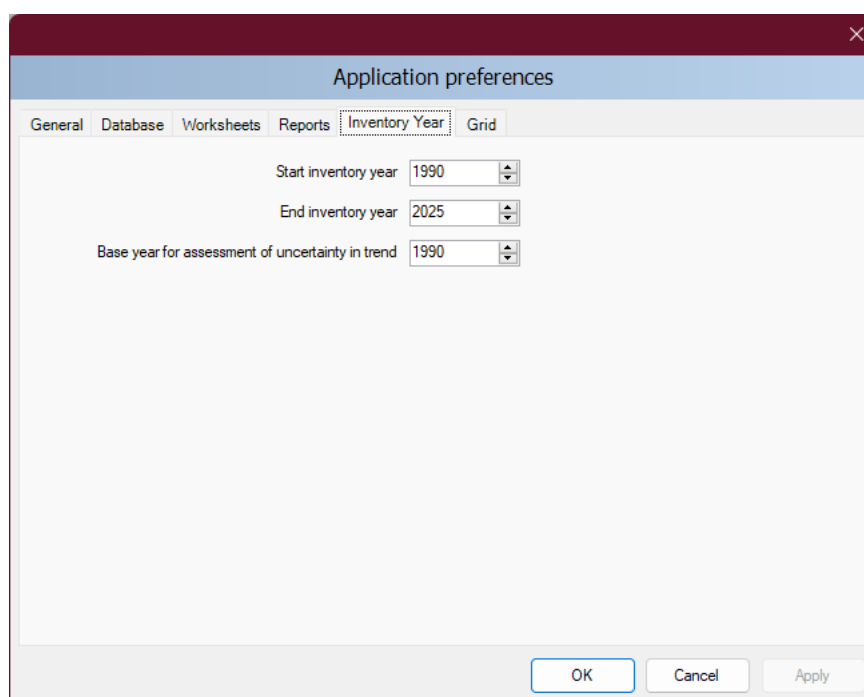 Application preferences
General Database Worksheets Reports Inventory Year Grid
Start inventory year 1990
End inventory year 2025
Base year for assessment of uncertainty in trend 1990
OK Cancel Apply